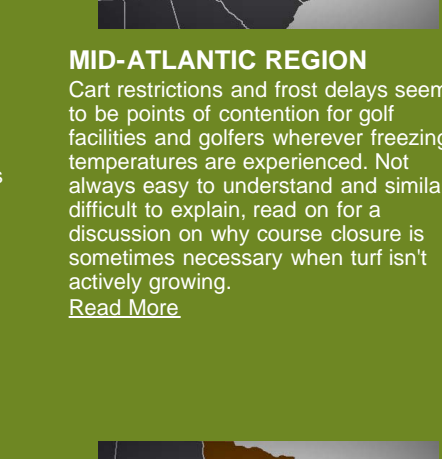 MID-ATLANTIC REGION
Cart restrictions and frost delays seem
to be points of contention for golf
facilities and golfers wherever freezing
temperatures are experienced. Not
s
always easy to understand and simila
difficult to explain, read on for a
discussion on why course closure is
sometimes necessary when turf isn't
actively growing.
Read More